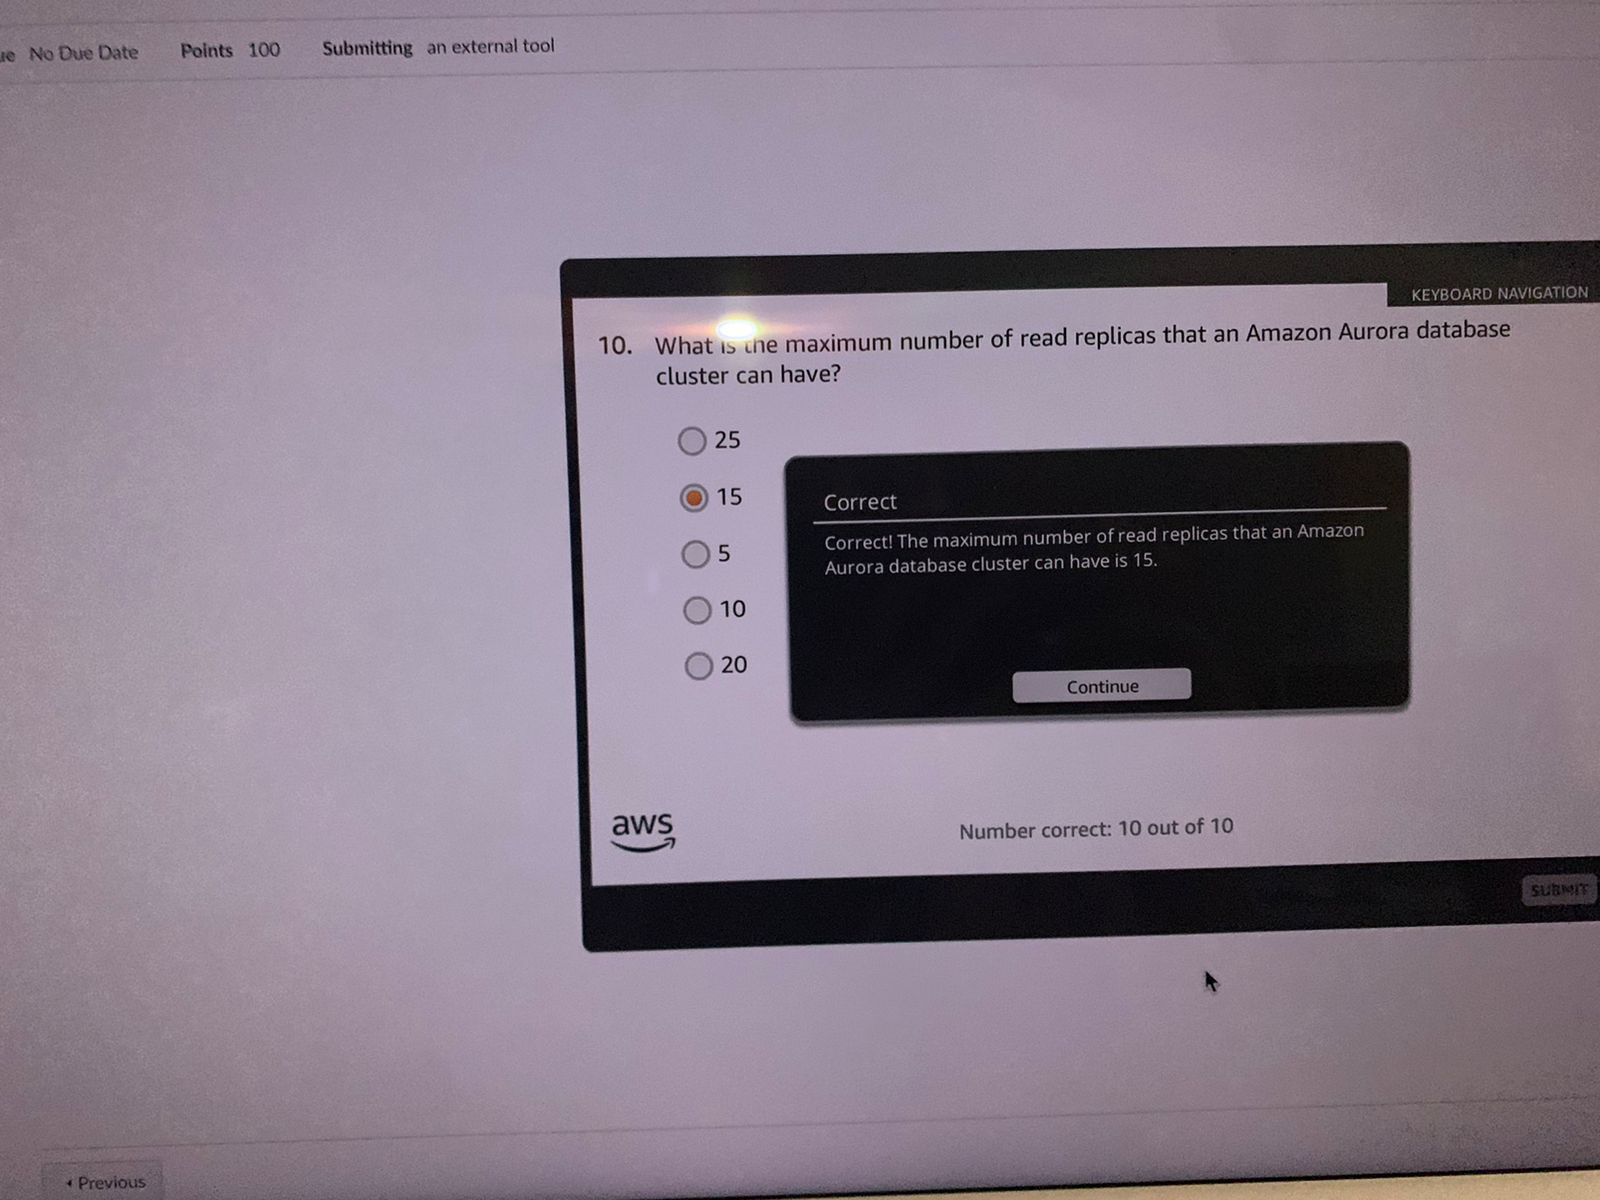 No Due Date Points 100 Submitting an external tool
KEYBOARD NAVIGATION
10. What is the maximum number of read replicas that an Amazon Aurora database
cluster can have?
25
15
5
10
20
Correct
Correct! The maximum number of read replicas that an Amazon
Aurora database cluster can have is 15.
Continue
aws
Number correct: 10 out of 10
SUBMIT
Previous